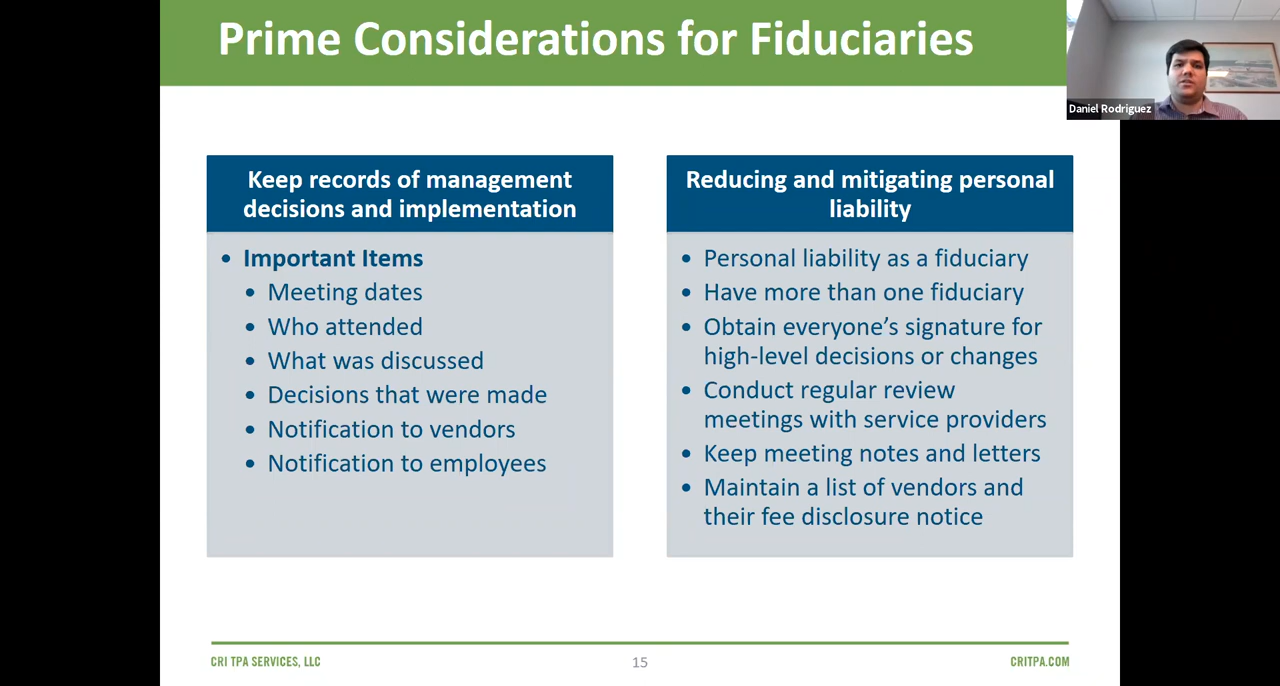 Prime Considerations for Fiduciaries
Daniel Rodriguez
Keep records of management
decisions and implementation
• Important Items
• Meeting dates
• Who attended
• What was discussed
• Decisions that were made
• Notification to vendors
• Notification to employees
Reducing and mitigating personal
liability
• Personal liability as a fiduciary
• Have more than one fiduciary
• Obtain everyone’s signature for
high-level decisions or changes
• Conduct regular review
meetings with service providers
• Keep meeting notes and letters
• Maintain a list of vendors and
their fee disclosure notice
CRI TPA SERVICES, LLC
15
CRITPA.COM